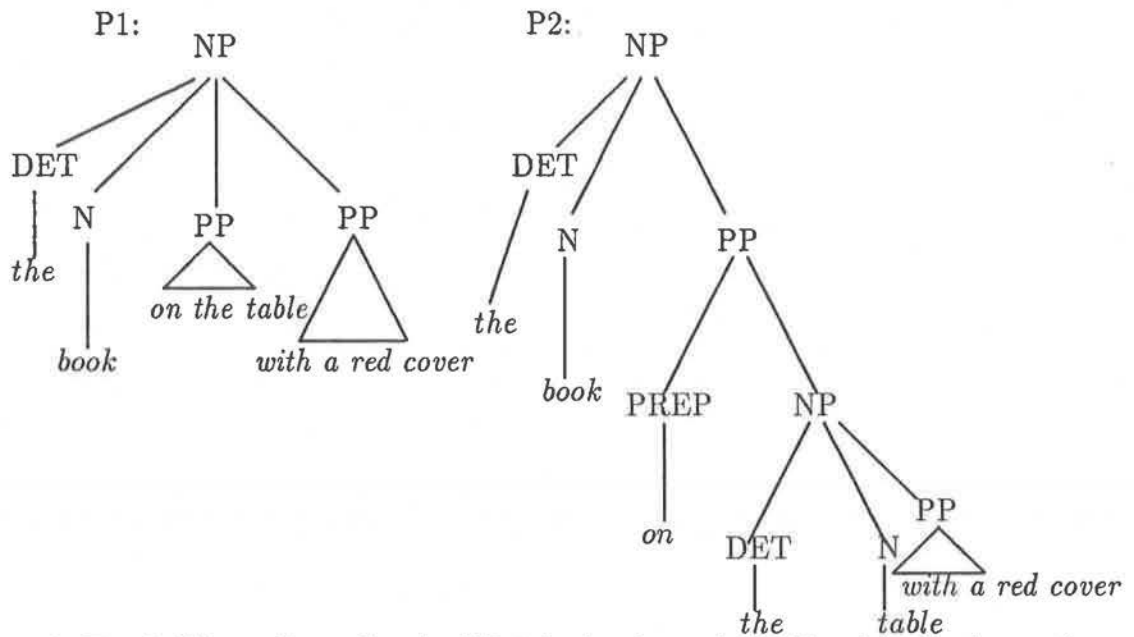 P1:
NP
DET
N
PP
PP
the
on the table
book
with a red cover
P2:
NP
DET
N
PP
the
book
PREP
NP
on
DET
N
PP
with a red cover
the
table